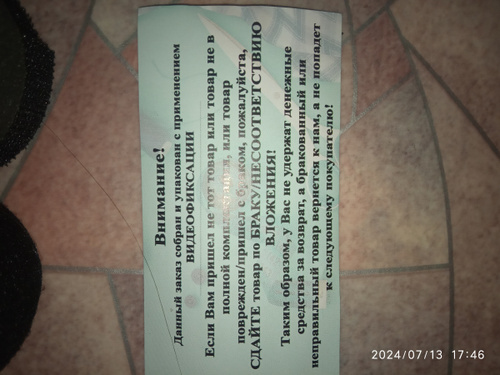 Внимание!
Данный заказ собран и упакован с применением
ВИДЕОФИКСАЦИИ
Если Вам пришел не тот товар или товар не в
полной комплектации, или товар
поврежден/пришел с браком, пожалуйста,
СДАЙТЕ товар по БРАКУ/НЕСООТВЕТСТВИЮ
ВЛОЖЕНИЯ!
Таким образом, у Вас не удержат денежные
средства за возврат, а бракованный или
неправильный товар вернется к нам, а не попадет
к следующему покупателю!
2024/07/13 17:46